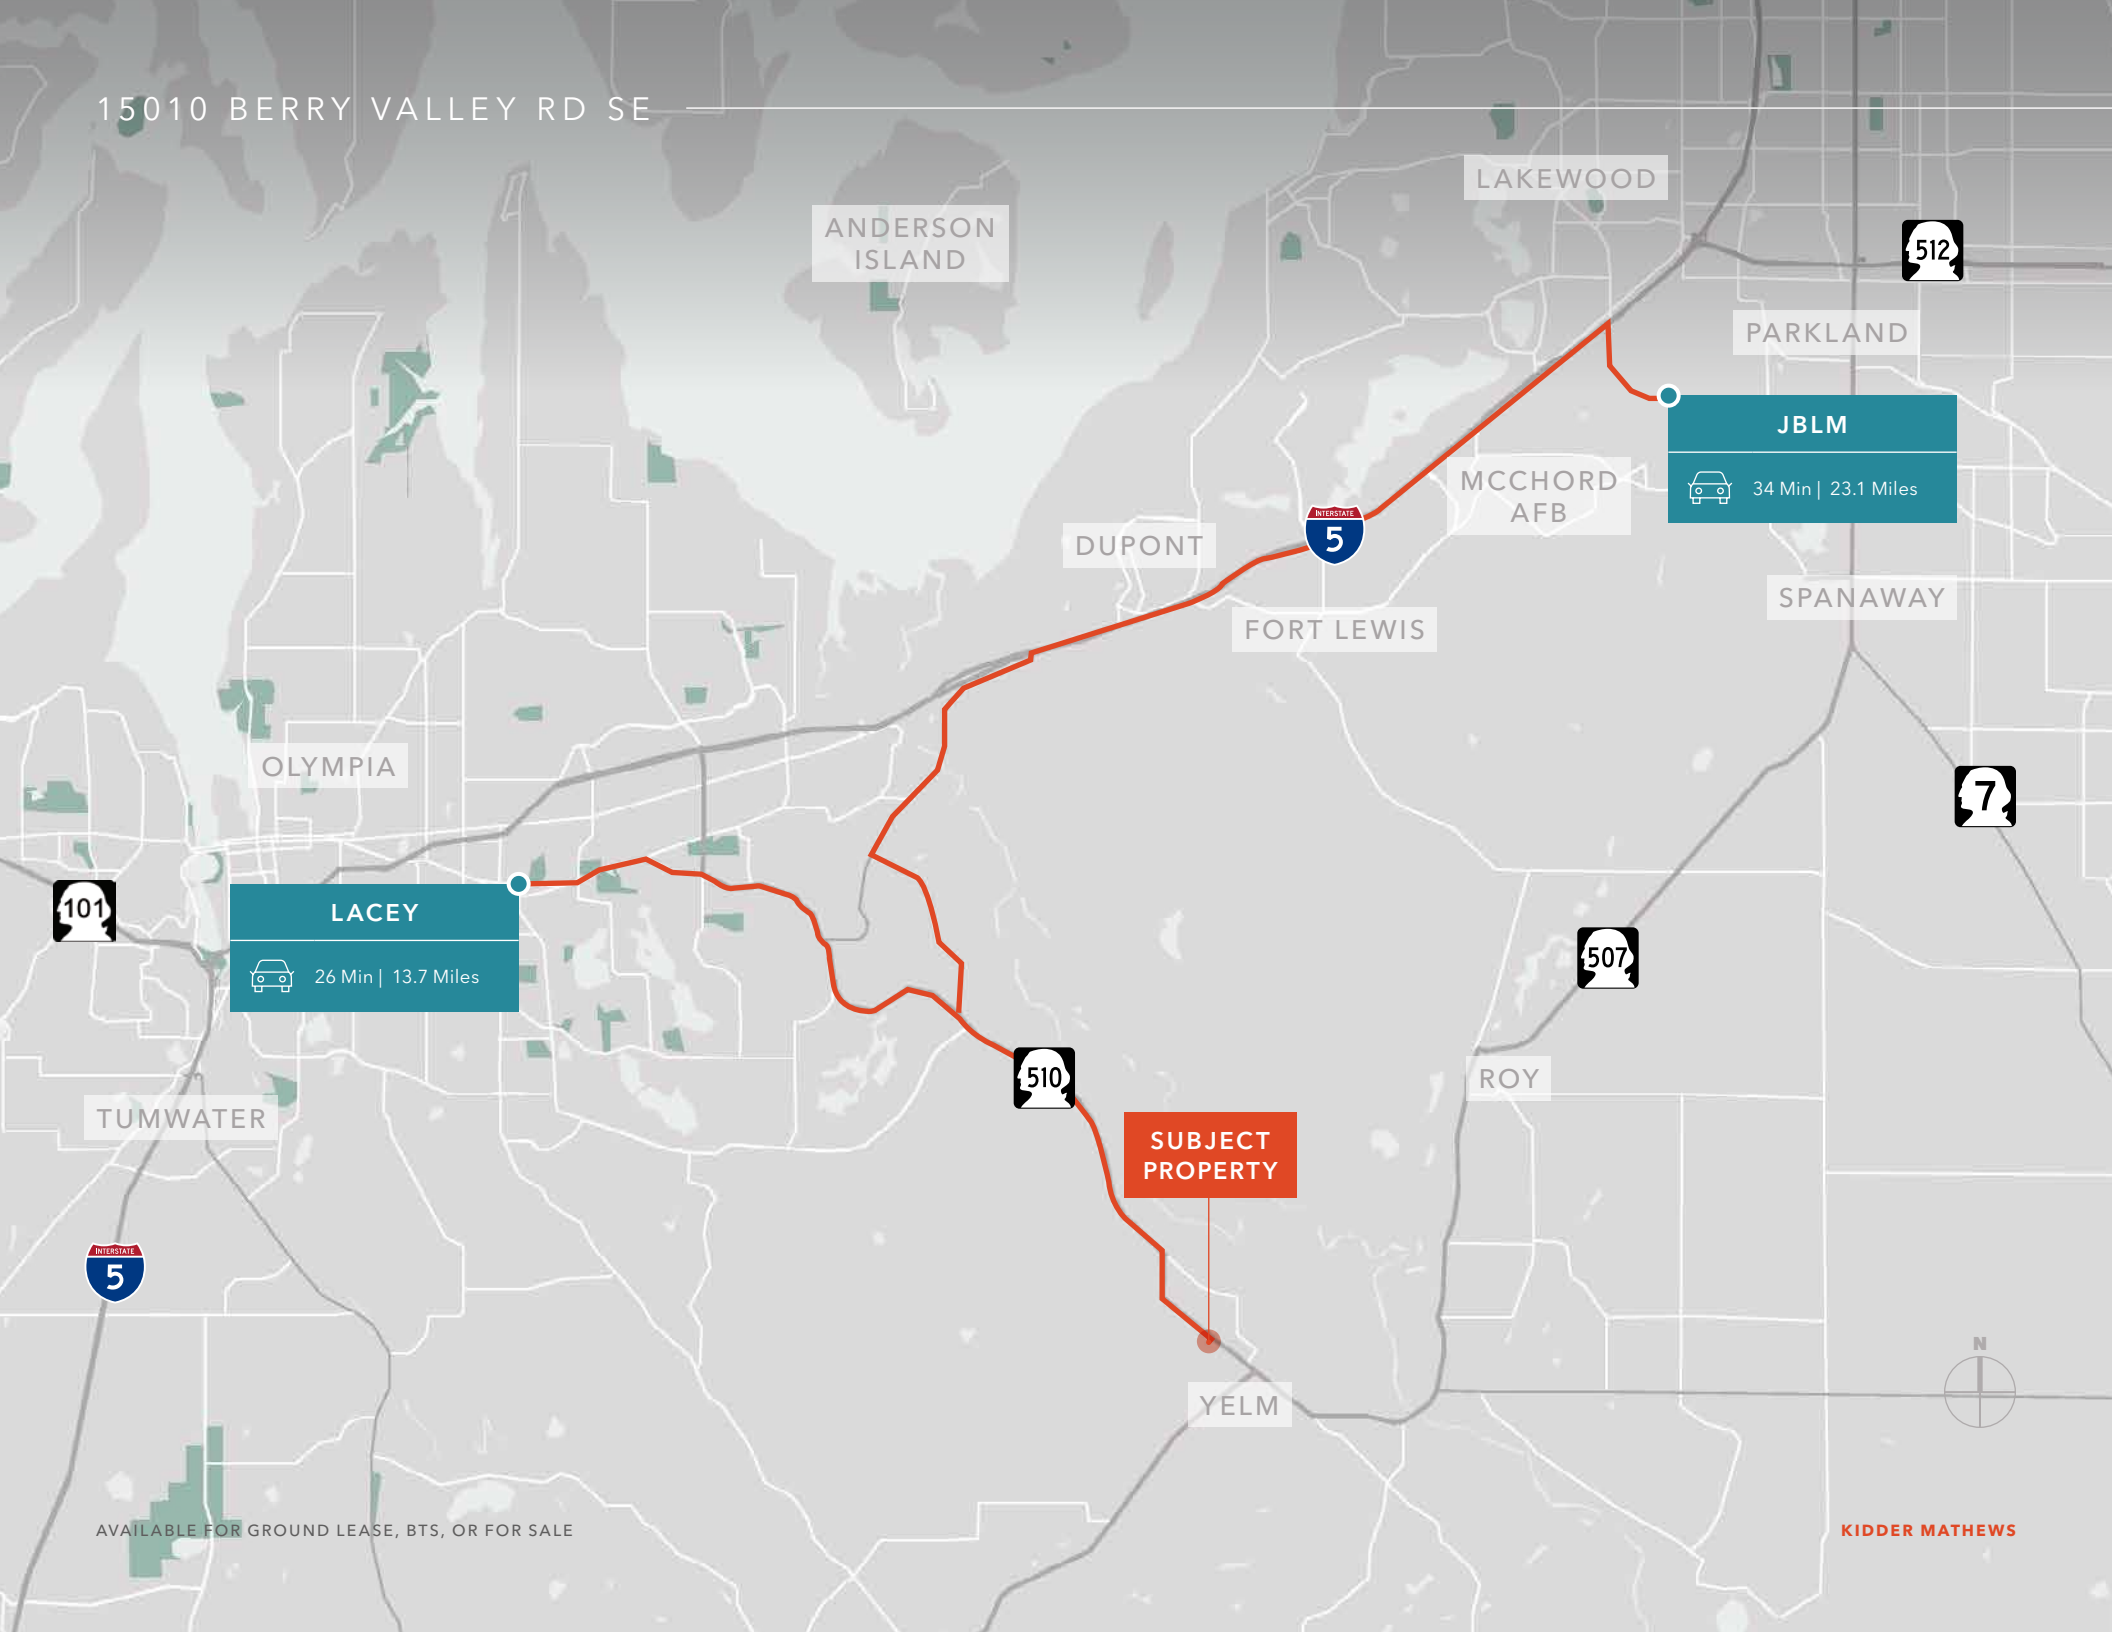 15010 BERRY VALLEY RD SE
LAKEWOOD
ANDERSON
ISLAND
512
PARKLAND
JBLM
34 Min | 23.1 Miles
MCCHORD
AFB
INTERSTATE
5
DUPONT
SPANAWAY
FORT LEWIS
OLYMPIA
7
101
LACEY
26 Min | 13.7 Miles
507
510
ROY
TUMWATER
SUBJECT
PROPERTY
INTERSTATE
5
N
YELM
AVAILABLE FOR GROUND LEASE, BTS, OR FOR SALE
KIDDER MATHEWS